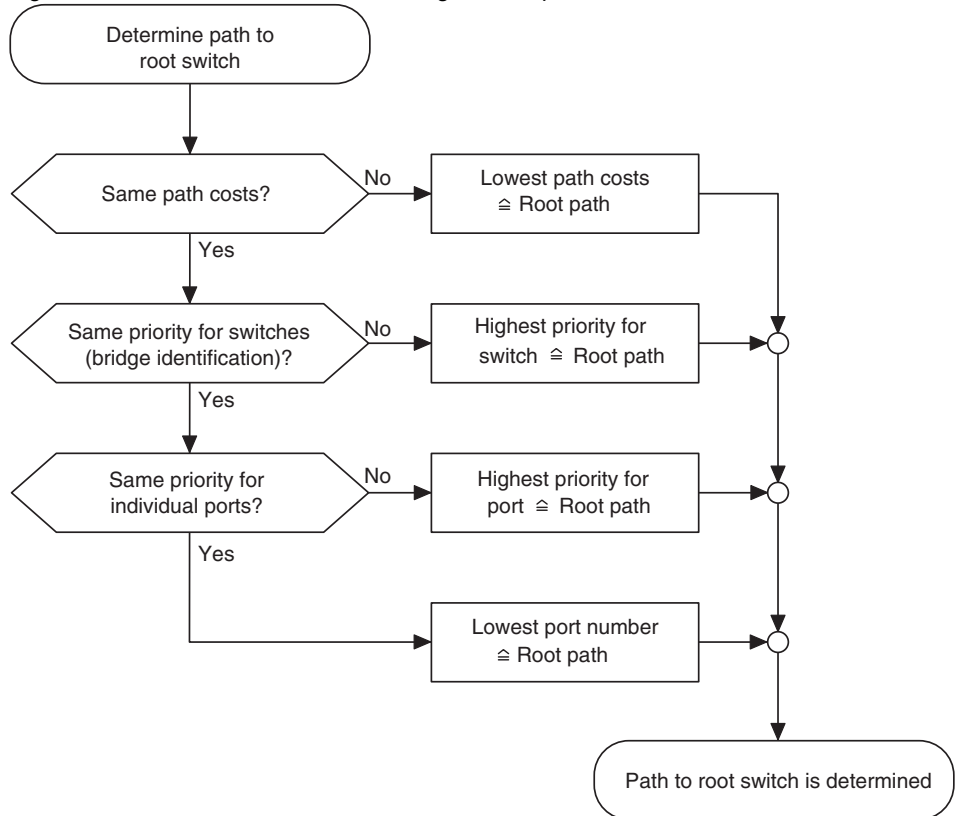 Determine path to
root switch
Same path costs?
No
Lowest path costs
≙ Root path
Yes
Same priority for switches
(bridge identification)?
No
Highest priority for
switch ≙ Root path
Yes
Same priority for
individual ports?
No
Highest priority for
port ≙ Root path
Yes
Lowest port number
≙ Root path
Path to root switch is determined